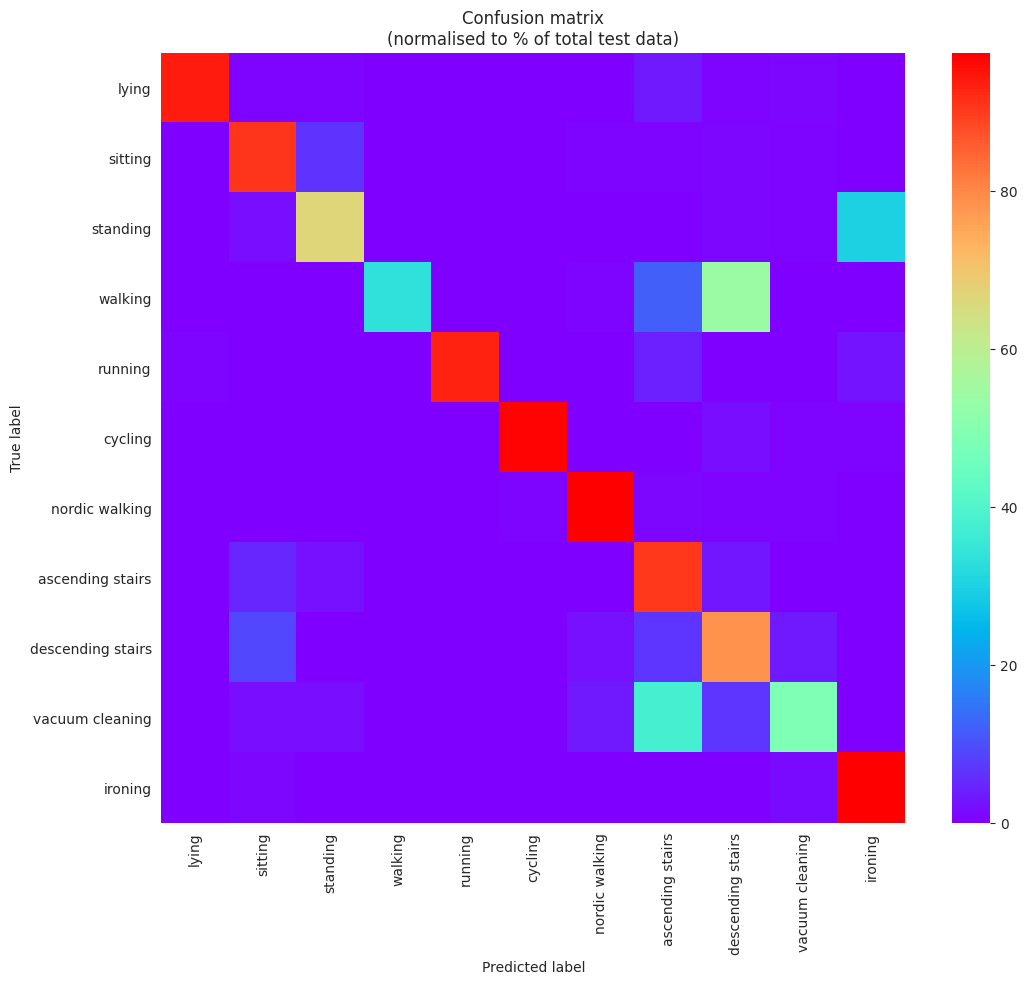 Confusion matrix
(normalised to % of total test data)
True label
lying
sitting
standing
walking
running
cycling
nordic walking
ascending stairs
descending stairs
vacuum cleaning
ironing
80
60
40
20
0
lying
sitting
standing
walking
running
cycling
nordic walking
ascending stairs
descending stairs
vacuum cleaning
ironing
Predicted label